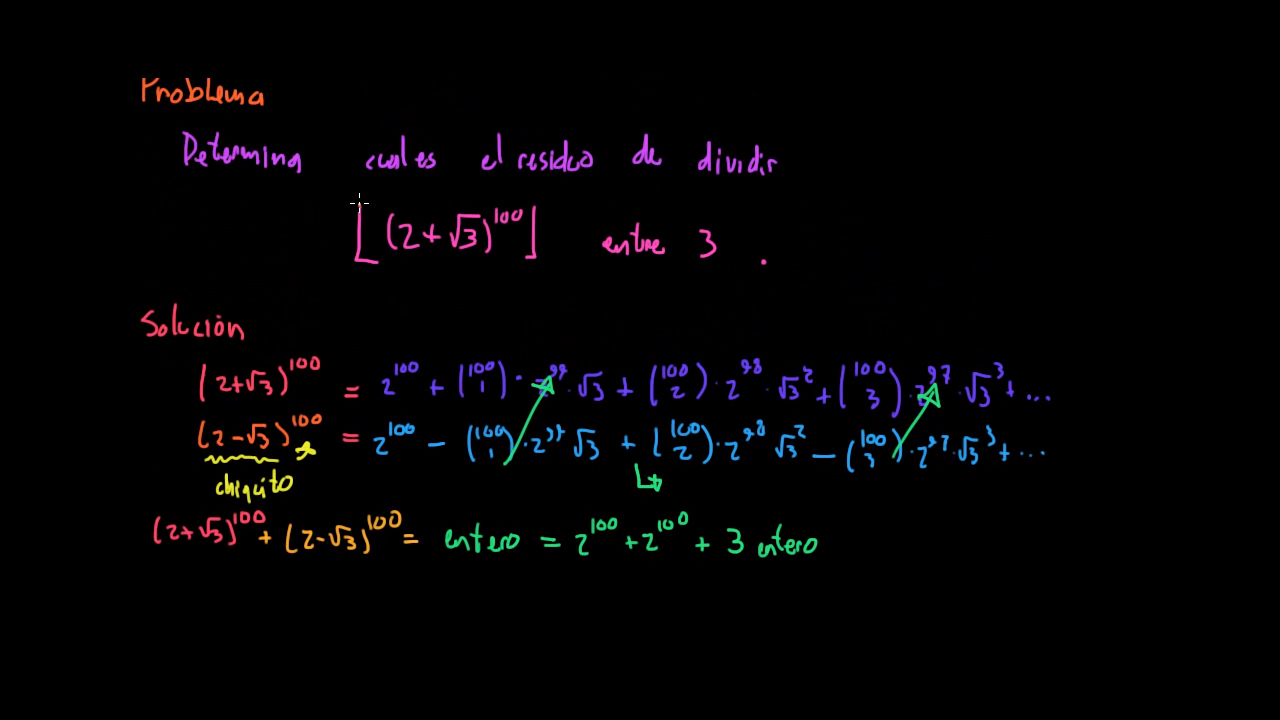 Problema
Determina cual es el residuo de dividir
⌊(2+√3)^100⌋ entre 3.
Solución
(2+√3)^100 = 2^100 + (100 1)·2^99·√3 + (100 2)·2^98·√3^2 + (100 3)·2^97·√3^3 + ...
(2-√3)^100 = 2^100 - (100 1)·2^99 √3 + (100 2)·2^98 √3^2 - (100 3)·2^97·√3^3 + ...
chiquito
(2+√3)^100 + (2-√3)^100 = entero = 2^100 + 2^100 + 3 entero